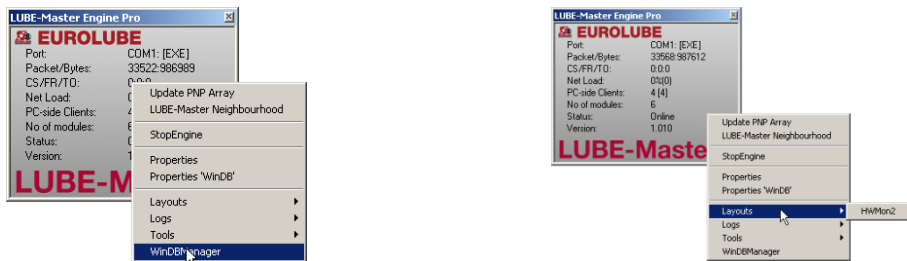 LUBE-Master Engine Pro
EUROLUBE
Port: COM1: [EXE]
Packet/Bytes: 33522:986989
CS/FR/TO: 0:0:0
Net Load:
PC-side Clients:
No of modules:
Status:
Version:
LUBE-M
Update PNP Array
LUBE-Master Neighbourhood
StopEngine
Properties
Properties 'WinDB'
Layouts
Logs
Tools
WinDBManager
LUBE-Master Engine Pro
EUROLUBE
Port: COM1: [EXE]
Packet/Bytes: 33568:987612
CS/FR/TO: 0:0:0
Net Load: 0%(0)
PC-side Clients: 4 [4]
No of modules: 6
Status: Online
Version: 1.010
LUBE-Maste
Update PNP Array
LUBE-Master Neighbourhood
StopEngine
Properties
Properties 'WinDB'
Layouts
HWMon2
Logs
Tools
WinDBManager